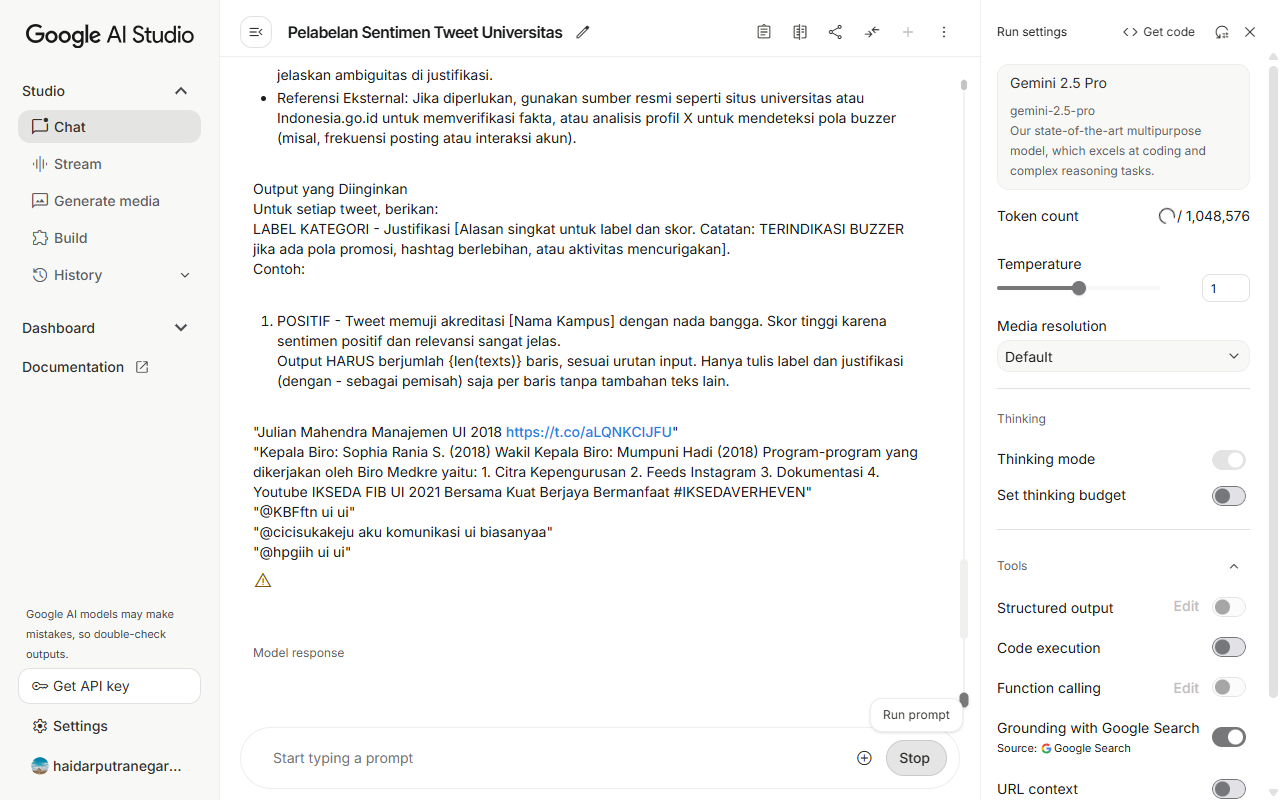 Google AI Studio
Studio
Chat
Stream
Generate media
Build
History
Dashboard
Documentation
Google AI models may make
mistakes, so double-check
outputs.
Get API key
Settings
haidarputranegar...
Pelabelan Sentimen Tweet Universitas
jelaskan ambiguitas di justifikasi.
• Referensi Eksternal: Jika diperlukan, gunakan sumber resmi seperti situs universitas atau
Indonesia.go.id untuk memverifikasi fakta, atau analisis profil X untuk mendeteksi pola buzzer
(misal, frekuensi posting atau interaksi akun).
Output yang Diinginkan
Untuk setiap tweet, berikan:
LABEL KATEGORI - Justifikasi [Alasan singkat untuk label dan skor. Catatan: TERINDIKASI BUZZER
jika ada pola promosi, hashtag berlebihan, atau aktivitas mencurigakan].
Contoh:
1. POSITIF - Tweet memuji akreditasi [Nama Kampus] dengan nada bangga. Skor tinggi karena
sentimen positif dan relevansi sangat jelas.
Output HARUS berjumlah {len(texts)} baris, sesuai urutan input. Hanya tulis label dan justifikasi
(dengan - sebagai pemisah) saja per baris tanpa tambahan teks lain.
"Julian Mahendra Manajemen UI 2018 https://t.co/aLQNKCIJFU"
"Kepala Biro: Sophia Rania S. (2018) Wakil Kepala Biro: Mumpuni Hadi (2018) Program-program yang
dikerjakan oleh Biro Medkre yaitu: 1. Citra Kepengurusan 2. Feeds Instagram 3. Dokumentasi 4.
Youtube IKSEDA FIB UI 2021 Bersama Kuat Berjaya Bermanfaat #IKSEDAVERHEVEN"
"@KBFftn ui ui"
"@cicisukakeju aku komunikasi ui biasanyaa"
"@hpgiih ui ui"
Model response
Run prompt
Start typing a prompt
Stop
Run settings
Get code
Gemini 2.5 Pro
gemini-2.5-pro
Our state-of-the-art multipurpose
model, which excels at coding and
complex reasoning tasks.
Token count
/ 1,048,576
Temperature
1
Media resolution
Default
Thinking
Thinking mode
Set thinking budget
Tools
Structured output
Edit
Code execution
Function calling
Edit
Grounding with Google Search
Source: Google Search
URL context